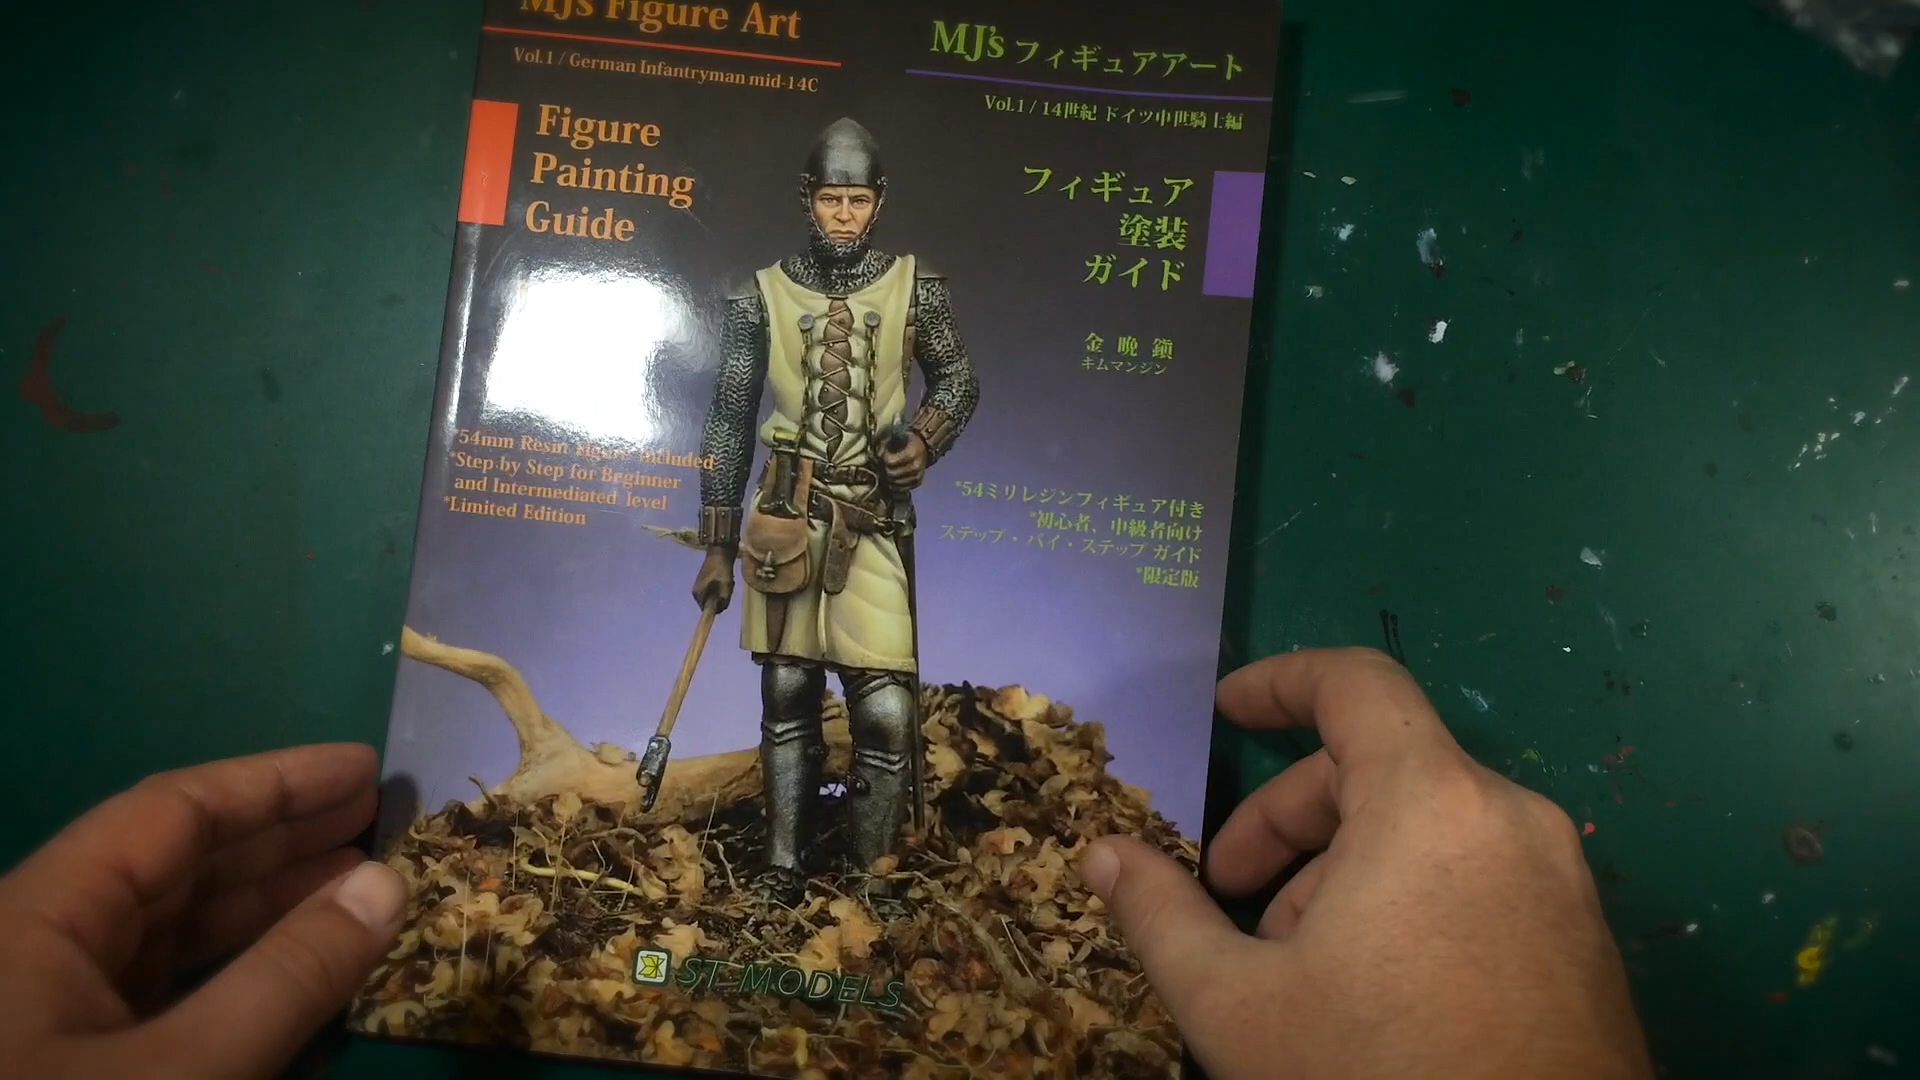 MJ's Figure Art
Vol.1 / German Infantryman mid-14C
Figure
Painting
Guide
*54mm Resin Figure Included
*Step by Step for Beginner
and Intermediated level
*Limited Edition
MJ's フィギュアアート
Vol.1 / 14世紀 ドイツ中世騎士編
フィギュア
塗装
ガイド
金 晩 鎭
キムマンジン
*54ミリレジンフィギュア付き
*初心者、中級者向け
ステップ・バイ・ステップ ガイド
*限定版
ST MODELS